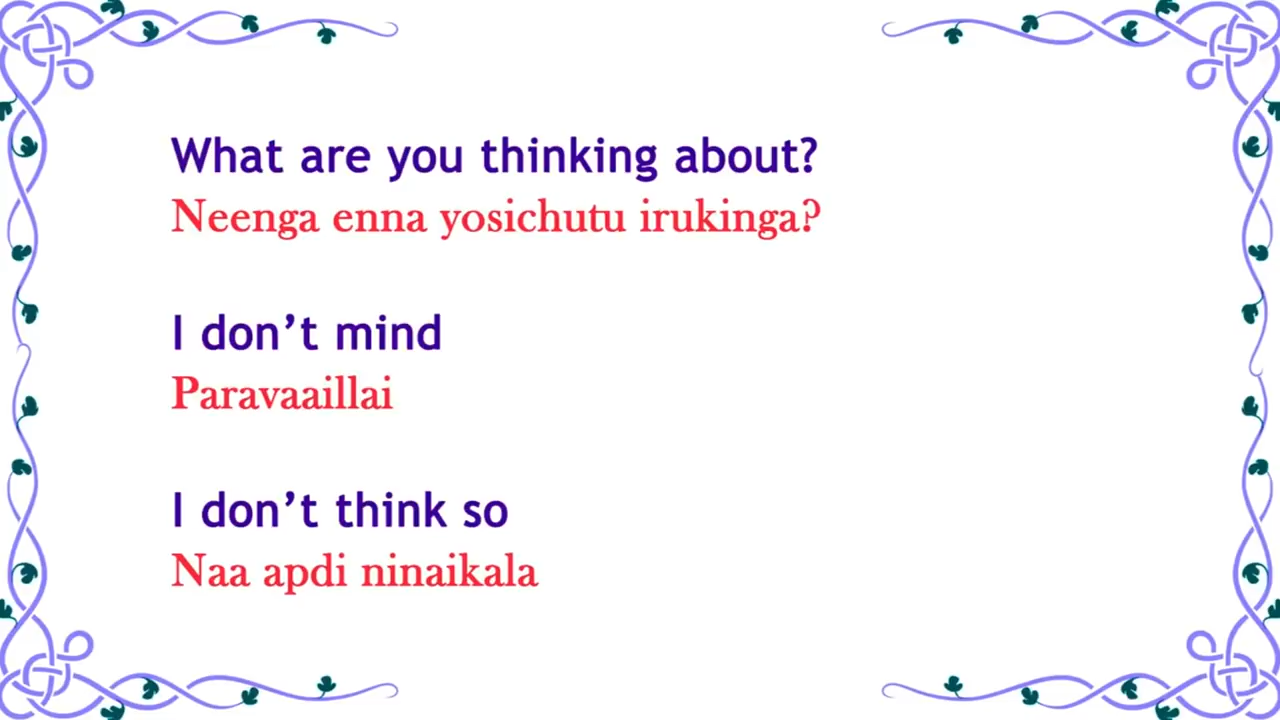 What are you thinking about?
Neenga enna yosichutu irukinga?
I don’t mind
Paravaaillai
I don’t think so
Naa apdi ninaikala